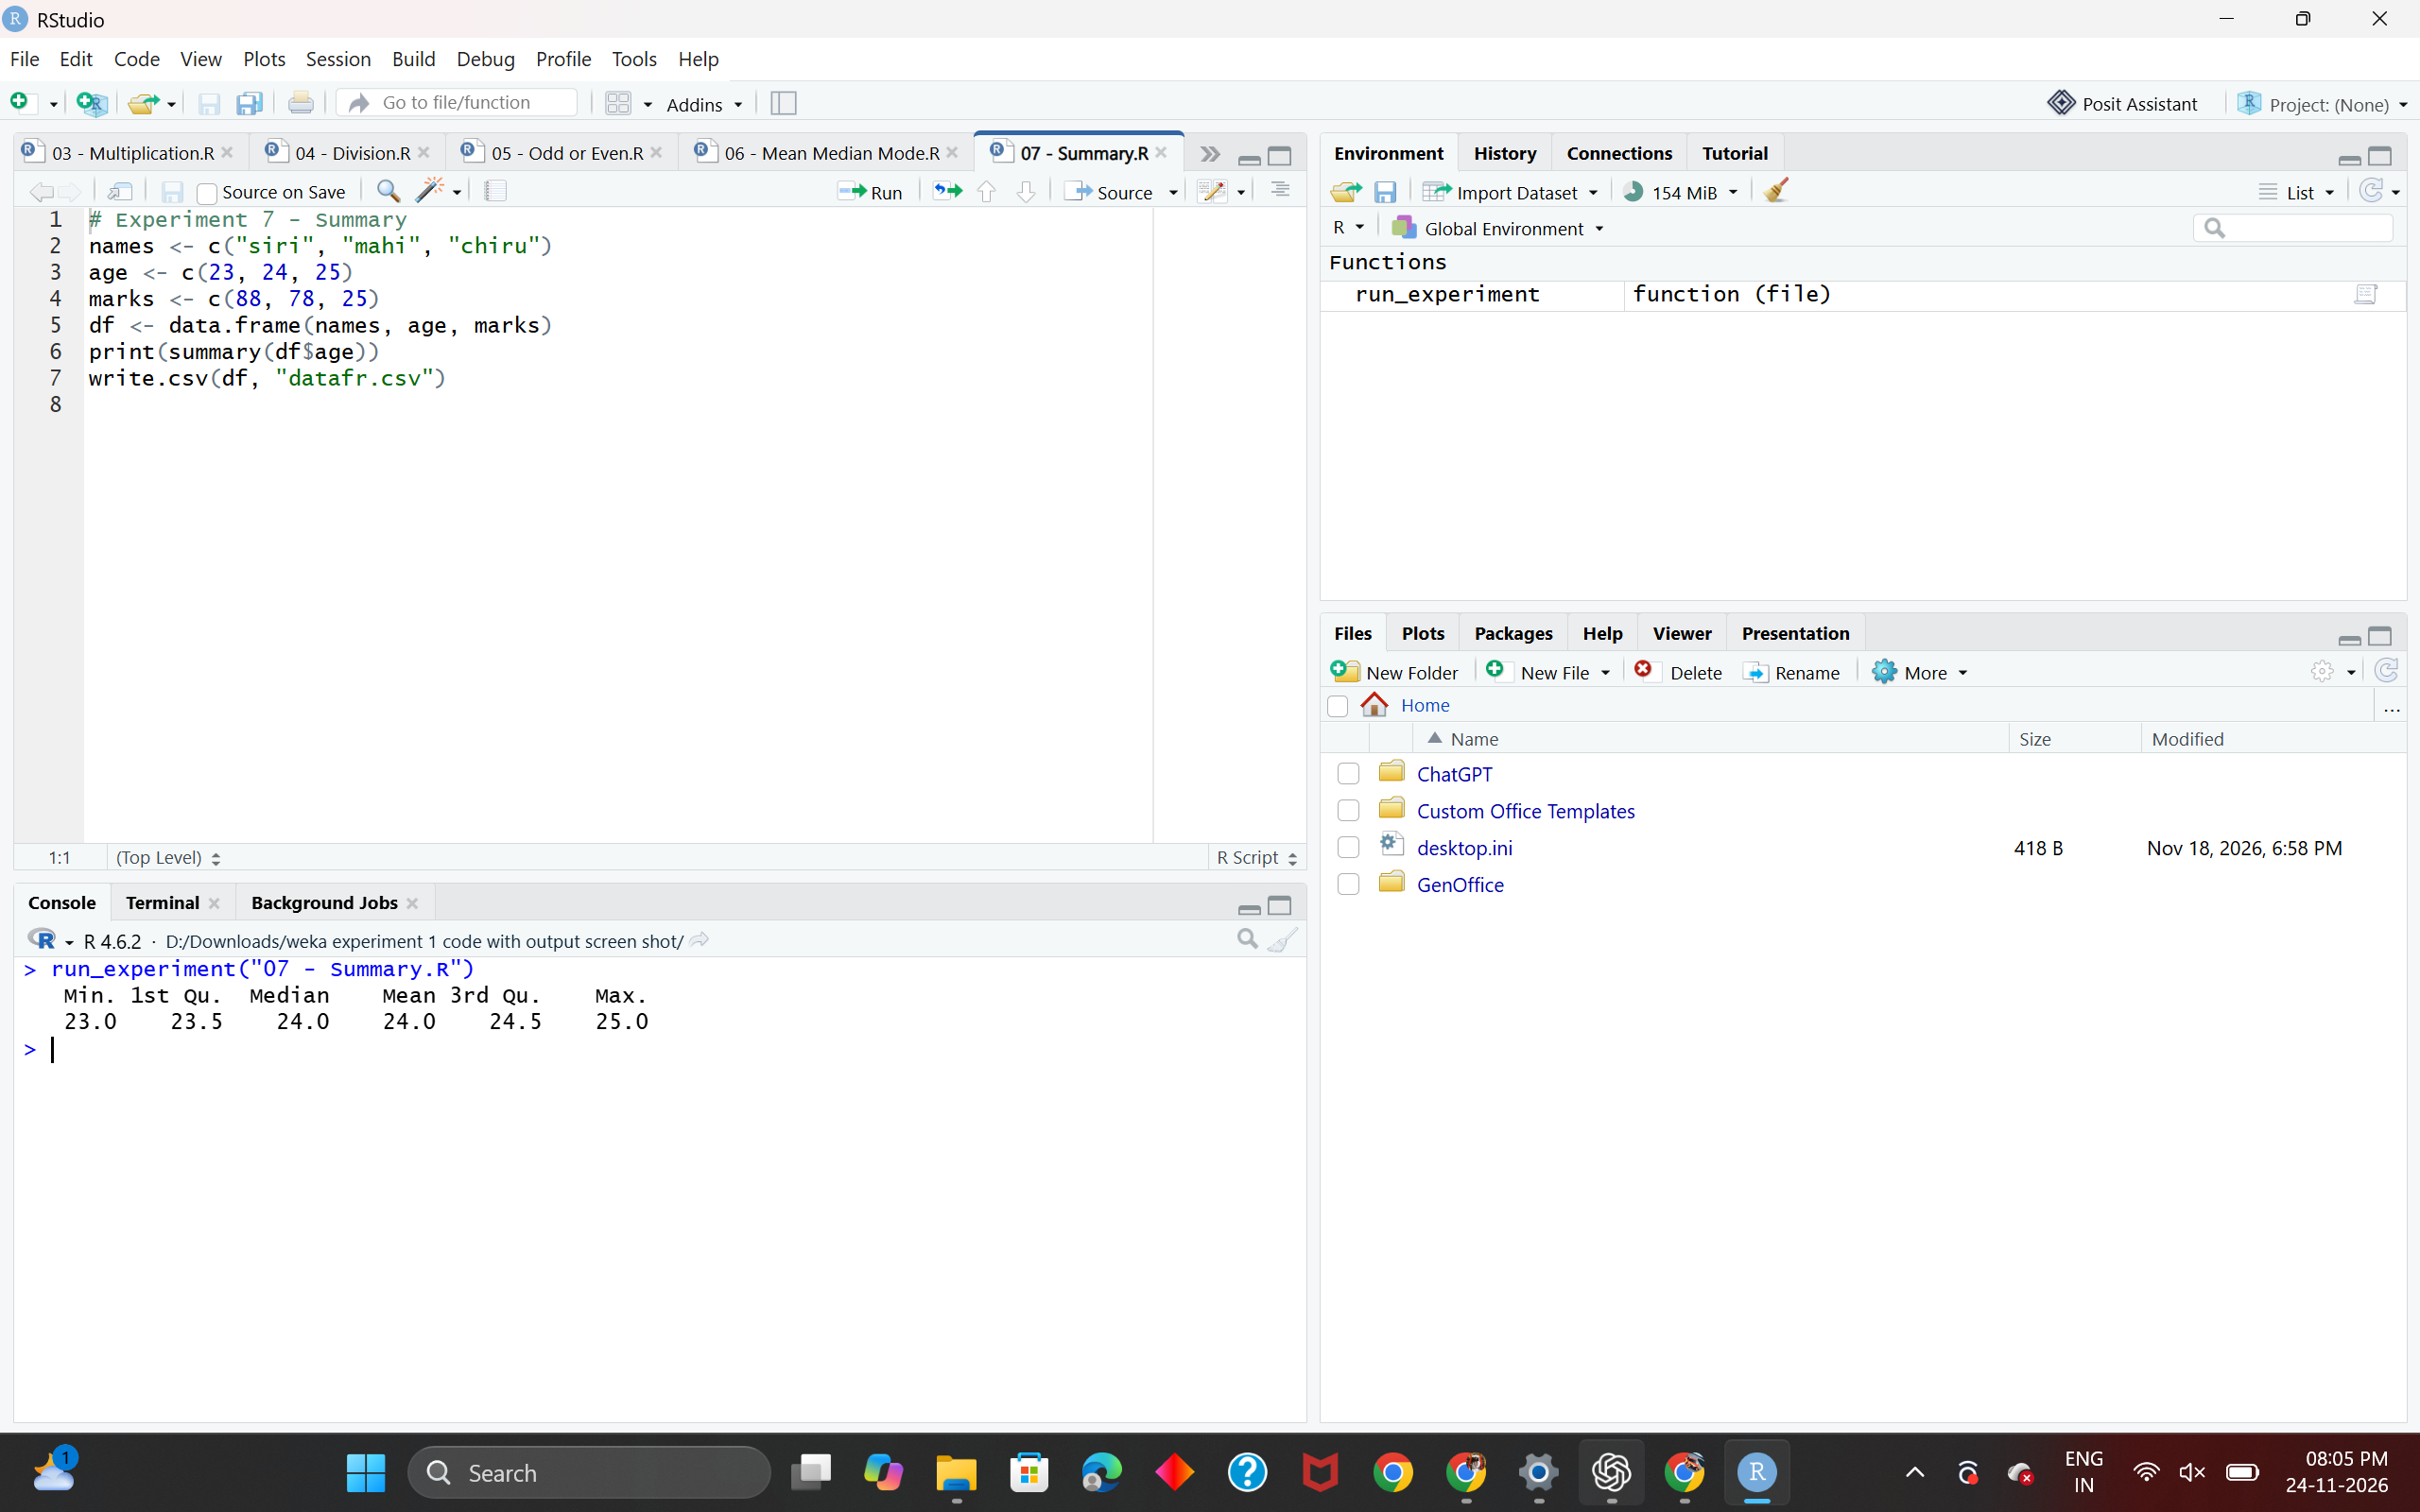 RStudio
File Edit Code View Plots Session Build Debug Profile Tools Help
Go to file/function Addins Posit Assistant Project: (None)
03 - Multiplication.R 04 - Division.R 05 - Odd or Even.R 06 - Mean Median Mode.R 07 - Summary.R
Source on Save Run Source
1 # Experiment 7 - Summary
2 names <- c("siri", "mahi", "chiru")
3 age <- c(23, 24, 25)
4 marks <- c(88, 78, 25)
5 df <- data.frame(names, age, marks)
6 print(summary(df$age))
7 write.csv(df, "datafr.csv")
8
1:1 (Top Level) R Script
Console Terminal Background Jobs
R R 4.6.2 · D:/Downloads/weka experiment 1 code with output screen shot/
> run_experiment("07 - Summary.R")
Min. 1st Qu. Median Mean 3rd Qu. Max.
23.0 23.5 24.0 24.0 24.5 25.0
>
Environment History Connections Tutorial
Import Dataset 154 MiB List
R Global Environment
Functions
run_experiment function (file)
Files Plots Packages Help Viewer Presentation
New Folder New File Delete Rename More
Home ...
Name Size Modified
ChatGPT
Custom Office Templates
desktop.ini 418 B Nov 18, 2026, 6:58 PM
GenOffice
1 Search ENG 08:05 PM
IN 24-11-2026